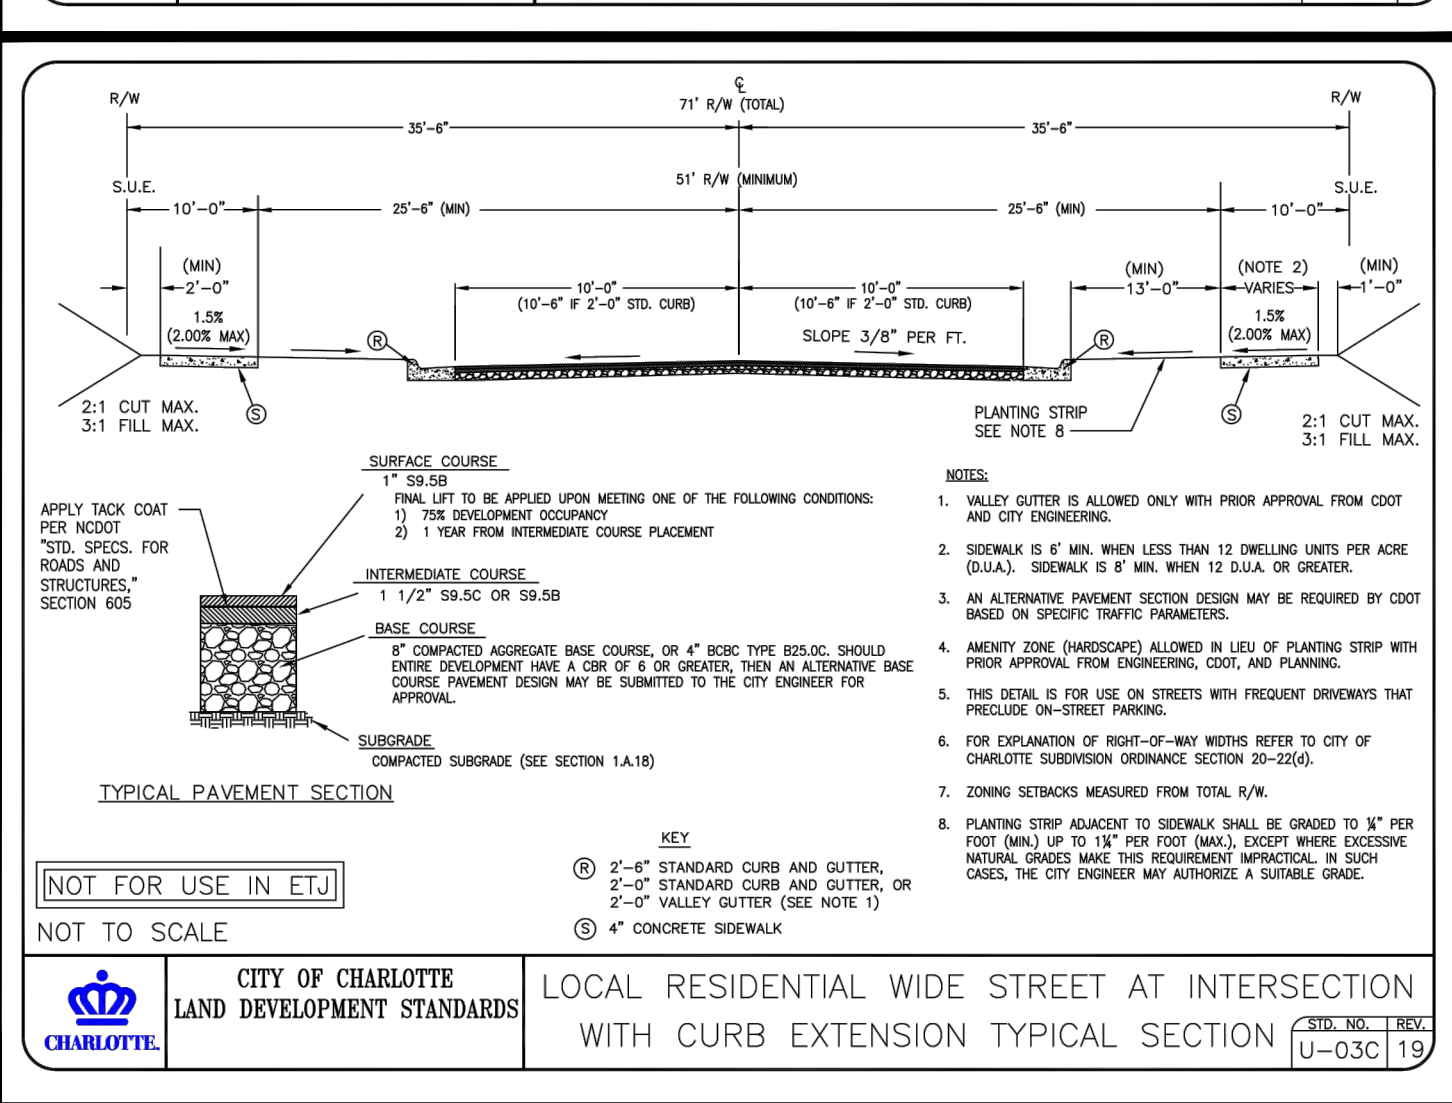 ℄
R/W
71' R/W (TOTAL)
R/W
35'-6"
35'-6"
51' R/W (MINIMUM)
S.U.E.
S.U.E.
10'-0"
25'-6" (MIN)
25'-6" (MIN)
10'-0"
(MIN)
2'-0"
10'-0"
(10'-6" IF 2'-0" STD. CURB)
10'-0"
(10'-6" IF 2'-0" STD. CURB)
(MIN)
13'-0"
(NOTE 2)
VARIES
(MIN)
1'-0"
1.5%
(2.00% MAX)
R
SLOPE 3/8" PER FT.
R
1.5%
(2.00% MAX)
2:1 CUT MAX.
3:1 FILL MAX.
S
PLANTING STRIP
SEE NOTE 8
S
2:1 CUT MAX.
3:1 FILL MAX.
SURFACE COURSE
1" S9.5B
FINAL LIFT TO BE APPLIED UPON MEETING ONE OF THE FOLLOWING CONDITIONS:
1) 75% DEVELOPMENT OCCUPANCY
2) 1 YEAR FROM INTERMEDIATE COURSE PLACEMENT
APPLY TACK COAT
PER NCDOT
"STD. SPECS. FOR
ROADS AND
STRUCTURES,"
SECTION 605
INTERMEDIATE COURSE
1 1/2" S9.5C OR S9.5B
BASE COURSE
8" COMPACTED AGGREGATE BASE COURSE, OR 4" BCBC TYPE B25.0C. SHOULD
ENTIRE DEVELOPMENT HAVE A CBR OF 6 OR GREATER, THEN AN ALTERNATIVE BASE
COURSE PAVEMENT DESIGN MAY BE SUBMITTED TO THE CITY ENGINEER FOR
APPROVAL.
SUBGRADE
COMPACTED SUBGRADE (SEE SECTION 1.A.18)
TYPICAL PAVEMENT SECTION
NOTES:
1. VALLEY GUTTER IS ALLOWED ONLY WITH PRIOR APPROVAL FROM CDOT
AND CITY ENGINEERING.
2. SIDEWALK IS 6' MIN. WHEN LESS THAN 12 DWELLING UNITS PER ACRE
(D.U.A.). SIDEWALK IS 8' MIN. WHEN 12 D.U.A. OR GREATER.
3. AN ALTERNATIVE PAVEMENT SECTION DESIGN MAY BE REQUIRED BY CDOT
BASED ON SPECIFIC TRAFFIC PARAMETERS.
4. AMENITY ZONE (HARDSCAPE) ALLOWED IN LIEU OF PLANTING STRIP WITH
PRIOR APPROVAL FROM ENGINEERING, CDOT, AND PLANNING.
5. THIS DETAIL IS FOR USE ON STREETS WITH FREQUENT DRIVEWAYS THAT
PRECLUDE ON-STREET PARKING.
6. FOR EXPLANATION OF RIGHT-OF-WAY WIDTHS REFER TO CITY OF
CHARLOTTE SUBDIVISION ORDINANCE SECTION 20-22(d).
7. ZONING SETBACKS MEASURED FROM TOTAL R/W.
8. PLANTING STRIP ADJACENT TO SIDEWALK SHALL BE GRADED TO ¼" PER
FOOT (MIN.) UP TO 1¼" PER FOOT (MAX.), EXCEPT WHERE EXCESSIVE
NATURAL GRADES MAKE THIS REQUIREMENT IMPRACTICAL. IN SUCH
CASES, THE CITY ENGINEER MAY AUTHORIZE A SUITABLE GRADE.
KEY
R 2'-6" STANDARD CURB AND GUTTER,
2'-0" STANDARD CURB AND GUTTER, OR
2'-0" VALLEY GUTTER (SEE NOTE 1)
S 4" CONCRETE SIDEWALK
NOT FOR USE IN ETJ
NOT TO SCALE
CHARLOTTE.
CITY OF CHARLOTTE
LAND DEVELOPMENT STANDARDS
LOCAL RESIDENTIAL WIDE STREET AT INTERSECTION
WITH CURB EXTENSION TYPICAL SECTION
STD. NO. REV.
U-03C 19